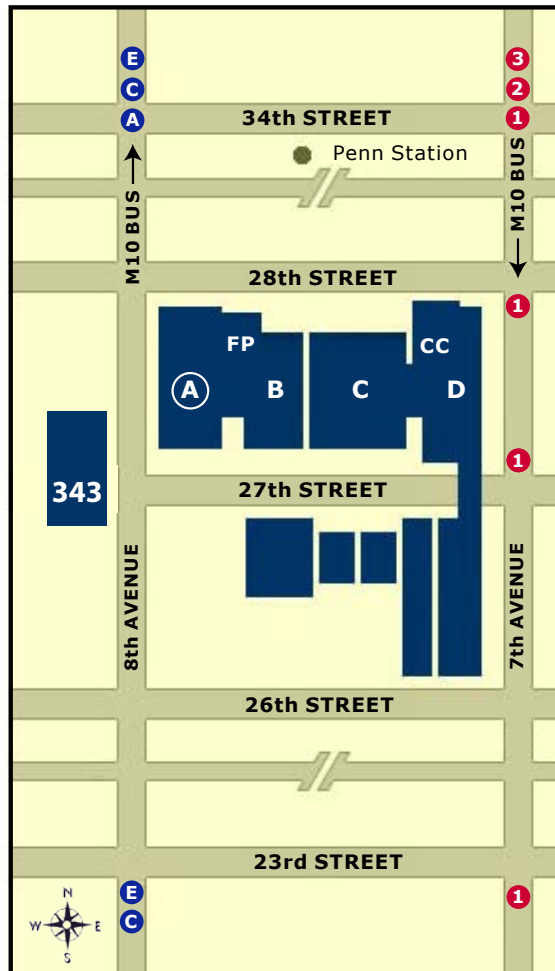 E
3
C
2
A
34th STREET
1
Penn Station
M10 BUS
M10 BUS
28th STREET
1
FP
CC
A
B
C
D
1
343
27th STREET
8th AVENUE
7th AVENUE
26th STREET
23rd STREET
E
1
C
N
W
E
S